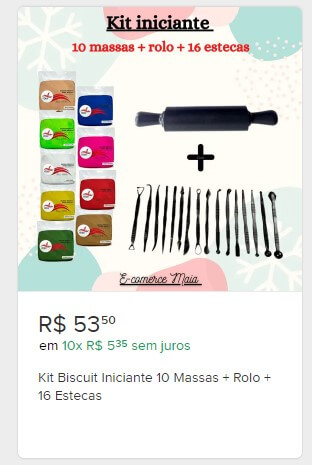 Kit iniciante
10 massas + rolo + 16 estecas
E-comerce Maia
R$ 53⁵⁰
em 10x R$ 5³⁵ sem juros
Kit Biscuit Iniciante 10 Massas + Rolo +
16 Estecas